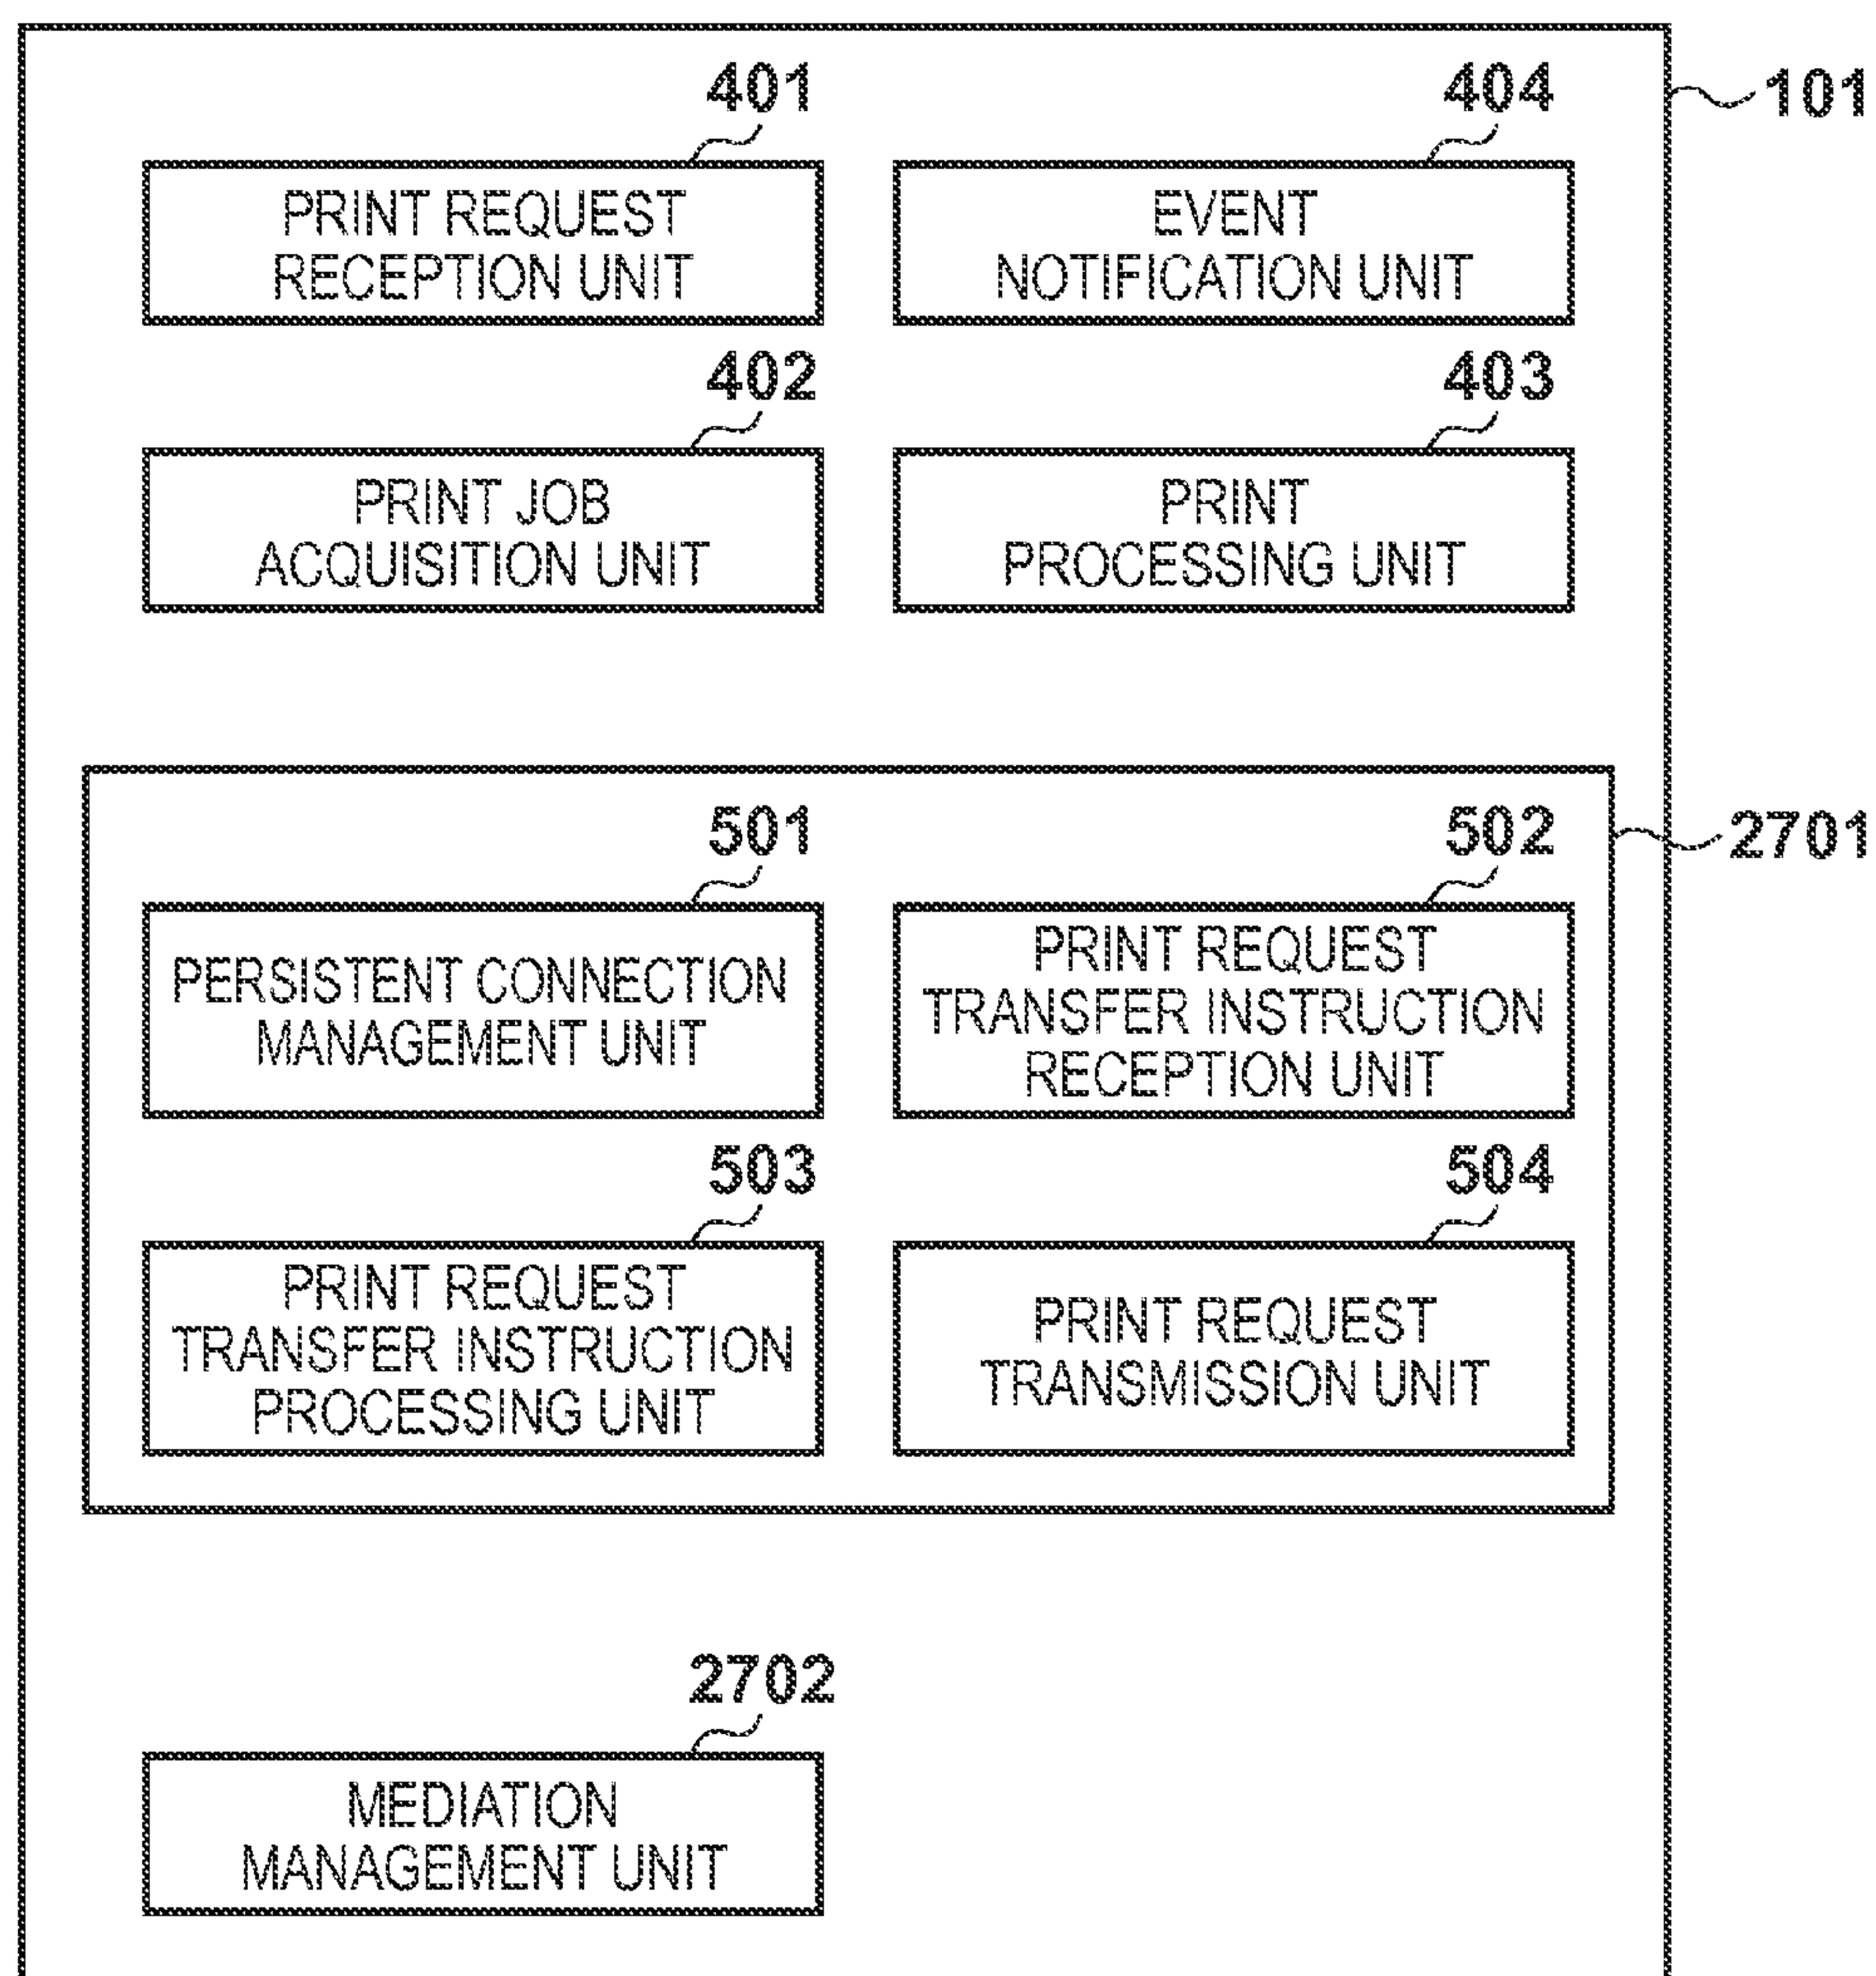 101
401
PRINT REQUEST
RECEPTION UNIT
404
EVENT
NOTIFICATION UNIT
402
PRINT JOB
ACQUISITION UNIT
403
PRINT
PROCESSING UNIT
2701
501
PERSISTENT CONNECTION
MANAGEMENT UNIT
502
PRINT REQUEST
TRANSFER INSTRUCTION
RECEPTION UNIT
503
PRINT REQUEST
TRANSFER INSTRUCTION
PROCESSING UNIT
504
PRINT REQUEST
TRANSMISSION UNIT
2702
MEDIATION
MANAGEMENT UNIT